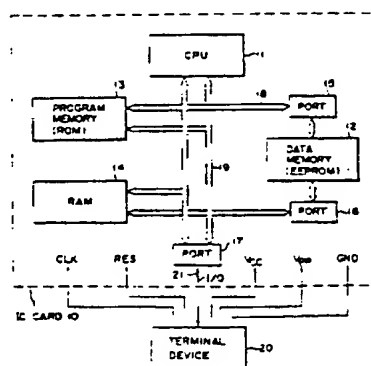 CPU
11
13
PROGRAM
MEMORY
(ROM)
18
15
PORT
12
DATA
MEMORY
(EEPROM)
14
RAM
19
PORT
16
PORT
17
21
I/O
CLK
RES
VCC
VPP
GND
IC CARD 10
TERMINAL
DEVICE
20